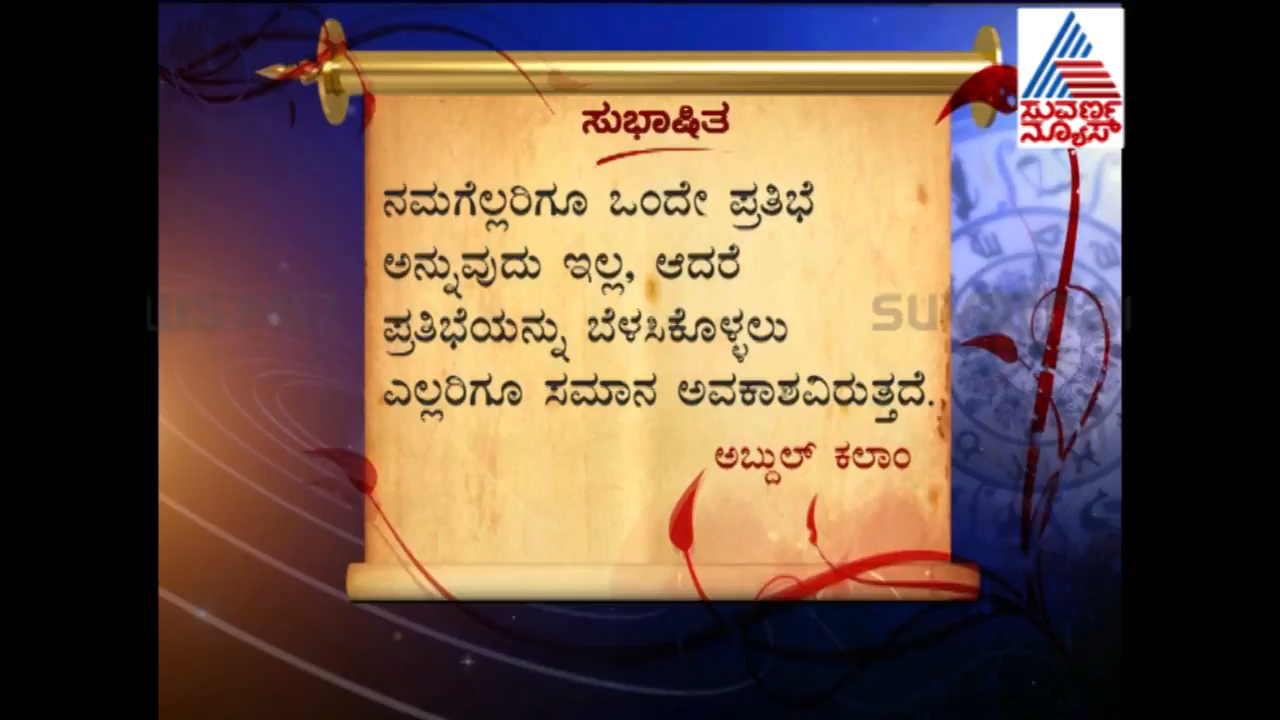 ಸುವರ್ಣ
ನ್ಯೂಸ್
ಸುಭಾಷಿತ
ನಮಗೆಲ್ಲರಿಗೂ ಒಂದೇ ಪ್ರತಿಭೆ
ಅನ್ನುವುದು ಇಲ್ಲ, ಆದರೆ
ಪ್ರತಿಭೆಯನ್ನು ಬೆಳಸಿಕೊಳ್ಳಲು
ಎಲ್ಲರಿಗೂ ಸಮಾನ ಅವಕಾಶವಿರುತ್ತದೆ.
ಅಬ್ದುಲ್ ಕಲಾಂ